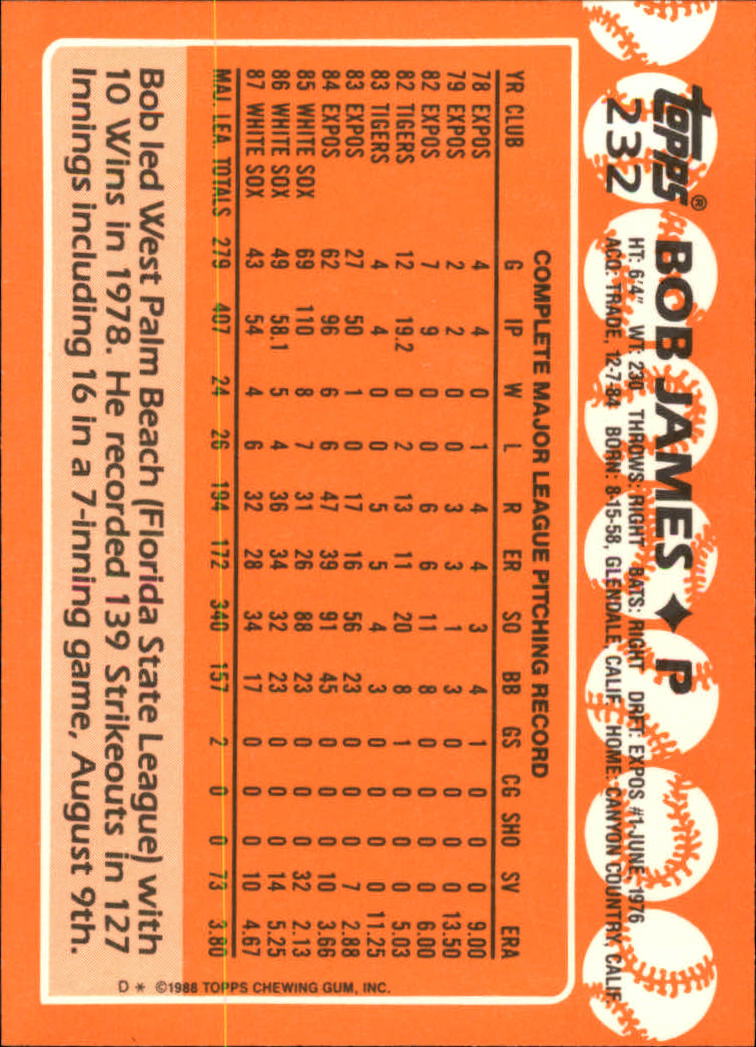 topps®
232
BOB JAMES ♦ P
HT: 6'4" WT: 230 THROWS: RIGHT BATS: RIGHT DRFT: EXPOS #1-JUNE, 1976
ACQ: TRADE, 12-7-84 BORN: 8-15-58, GLENDALE, CALIF. HOME: CANYON COUNTRY, CALIF.
COMPLETE MAJOR LEAGUE PITCHING RECORD
YR CLUB G IP W L R ER SO BB GS CG SHO SV ERA
78 EXPOS 4 4 0 1 4 4 3 4 1 0 0 0 9.00
79 EXPOS 2 2 0 0 3 3 1 3 0 0 0 0 13.50
82 EXPOS 7 9 0 0 6 6 11 8 0 0 0 0 6.00
82 TIGERS 12 19.2 0 2 13 11 20 8 1 0 0 0 5.03
83 TIGERS 4 4 0 0 5 5 4 3 0 0 0 0 11.25
83 EXPOS 27 50 1 0 17 16 56 23 0 0 0 7 2.88
84 EXPOS 62 96 6 6 47 39 91 45 0 0 0 10 3.66
85 WHITE SOX 69 110 8 7 31 26 88 23 0 0 0 32 2.13
86 WHITE SOX 49 58.1 5 4 36 34 32 23 0 0 0 14 5.25
87 WHITE SOX 43 54 4 6 32 28 34 17 0 0 0 10 4.67
MAJ. LEA. TOTALS 279 407 24 26 194 172 340 157 2 0 0 73 3.80
Bob led West Palm Beach (Florida State League) with
10 Wins in 1978. He recorded 139 Strikeouts in 127
Innings including 16 in a 7-inning game, August 9th.
D * ©1988 TOPPS CHEWING GUM, INC.